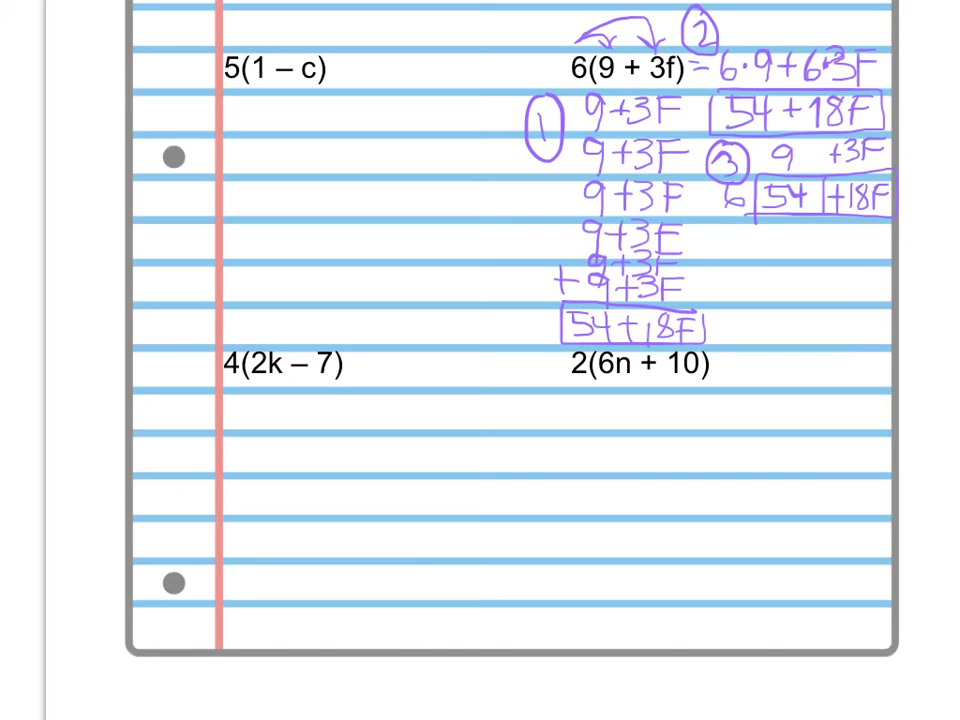 5(1 – c)
6(9 + 3f) = 6·9+6·3F
② 
① 9+3F
54+18F
9+3F
③ 9 +3F
9+3F
6 54 +18F
9+3F
9+3F
+ 9+3F
54+18F
4(2k – 7)
2(6n + 10)